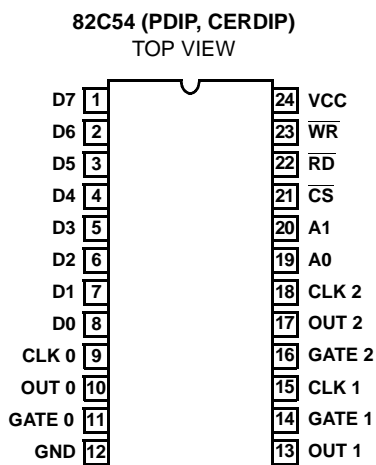 82C54 (PDIP, CERDIP)
TOP VIEW
D7 1 24 VCC
D6 2 23 WR
D5 3 22 RD
D4 4 21 CS
D3 5 20 A1
D2 6 19 A0
D1 7 18 CLK 2
D0 8 17 OUT 2
CLK 0 9 16 GATE 2
OUT 0 10 15 CLK 1
GATE 0 11 14 GATE 1
GND 12 13 OUT 1